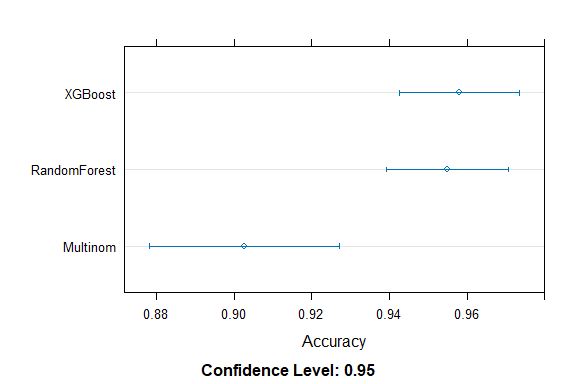 XGBoost
RandomForest
Multinom
0.88 0.90 0.92 0.94 0.96
Accuracy
Confidence Level: 0.95